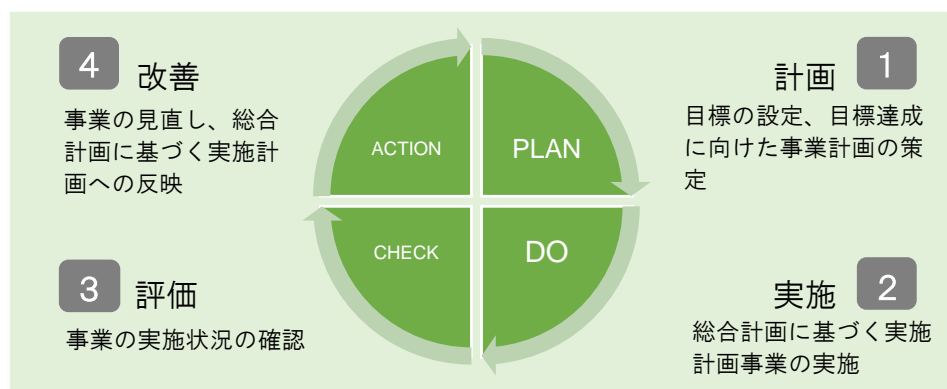 4 改善
事業の見直し、総合
計画に基づく実施計
画への反映
ACTION
PLAN
計画 1
目標の設定、目標達成
に向けた事業計画の策
定
3 評価
事業の実施状況の確認
CHECK
DO
実施 2
総合計画に基づく実施
計画事業の実施